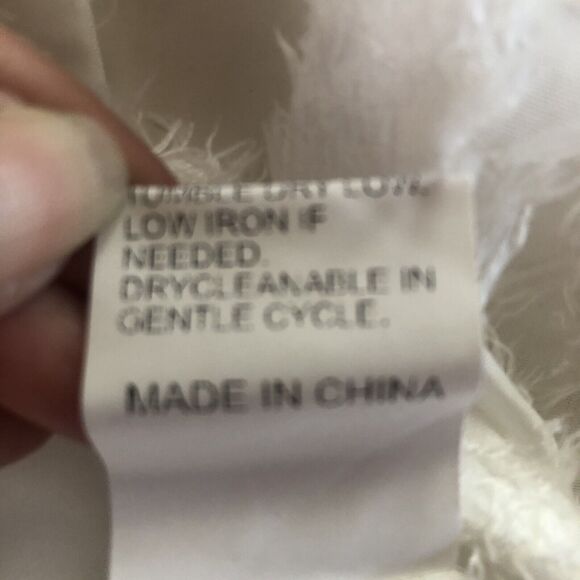 TUMBLE DRY LOW.
LOW IRON IF
NEEDED.
DRYCLEANABLE IN
GENTLE CYCLE.
MADE IN CHINA